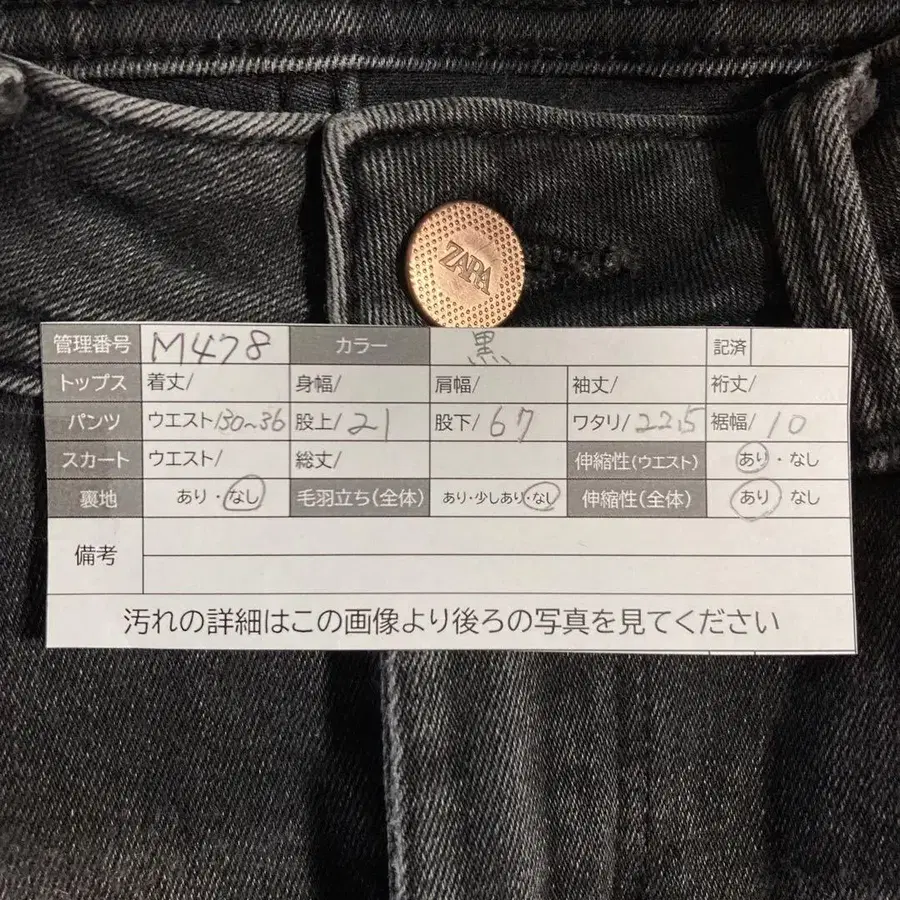 ZARA
管理番号 M478 カラー 黒 記済
トップス 着丈/ 身幅/ 肩幅/ 袖丈/ 裄丈/
パンツ ウエスト/30~36 股上/21 股下/67 ワタリ/22.5 裾幅/10
スカート ウエスト/ 総丈/ 伸縮性(ウエスト) あり・なし
裏地 あり・なし 毛羽立ち(全体) あり・少しあり・なし 伸縮性(全体) あり・なし
備考
汚れの詳細はこの画像より後ろの写真を見てください